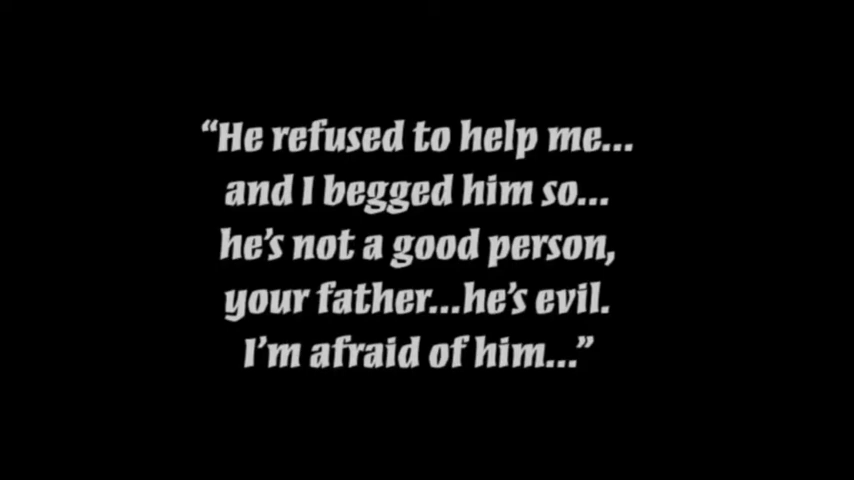 “He refused to help me...
and I begged him so...
he’s not a good person,
your father...he’s evil.
I’m afraid of him...”